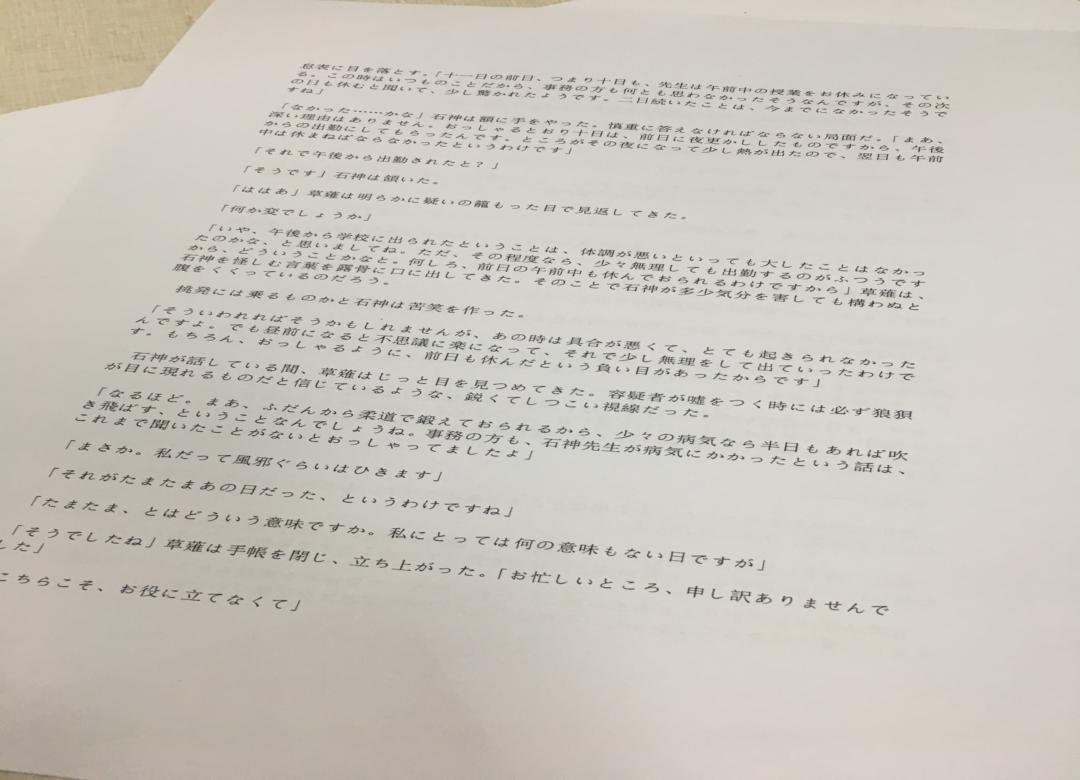 息表に目を落とす。「十一日の前日、つまり十日も、先生は午前中の授業をお休みになってい
る。この時はいつものことだから、事務の方も何とも思わなかったそうなんですが、その次
の日も休むと聞いて、少し驚かれたようです。二日続いたことは、今までになかったそうで
すね」
「なかった………かな」石神は額に手をやった。慎重に答えなければならない局面だ。「まあ、
深い理由はありません。おっしゃるとおり十日は、前日に夜更かししたものですから、午後
からの出勤にしてもらったんです。ところがその夜になって少し熱が出たので、翌日も午前
中は休まねばならなかったというわけです」
「それで午後から出勤されたと？」
「そうです」石神は頷いた。
「ははあ」草薙は明らかに疑いの籠もった目で見返してきた。
「何か変でしょうか」
「いや、午後から学校に出られたということは、体調が悪いといっても大したことはなかっ
たのかな、と思いましてね。ただ、その程度なら、少々無理しても出勤するのがふつうです
から、どういうことかなと。何しろ、前日の午前中も休んでおられるわけですから」草薙は、
石神を怪しむ言葉を露骨に口に出してきた。そのことで石神が多少気分を害しても構わぬと
腹をくくっているのだろう。
挑発には乗るものかと石神は苦笑を作った。
「そういわれればそうかもしれませんが、あの時は具合が悪くて、とても起きられなかった
んですよ。でも昼前になると不思議に楽になって、それで少し無理をして出ていったわけで
す。もちろん、おっしゃるように、前日も休んだという負い目があったからです」
石神が話している間、草薙はじっと目を見つめてきた。容疑者が嘘をつく時には必ず狼狽
が目に現れるものだと信じているような、鋭くてしつこい視線だった。
「なるほど。まあ、ふだんから柔道で鍛えておられるから、少々の病気なら半日もあれば吹
き飛ばす、ということなんでしょうね。事務の方も、石神先生が病気にかかったという話は、
これまで聞いたことがないとおっしゃってましたよ」
「まさか。私だって風邪ぐらいはひきます」
「それがたまたまあの日だった、というわけですね」
「たまたま、とはどういう意味ですか。私にとっては何の意味もない日ですが」
「そうでしたね」草薙は手帳を閉じ、立ち上がった。「お忙しいところ、申し訳ありませんで
した」
こちらこそ、お役に立てなくて」